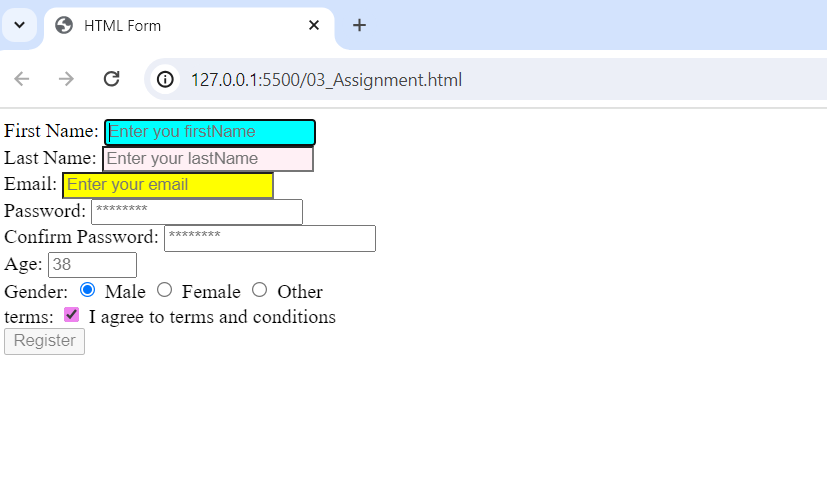 HTML Form
127.0.0.1:5500/03_Assignment.html
First Name: Enter you firstName
Last Name: Enter your lastName
Email: Enter your email
Password: ********
Confirm Password: ********
Age: 38
Gender: Male Female Other
terms: I agree to terms and conditions
Register